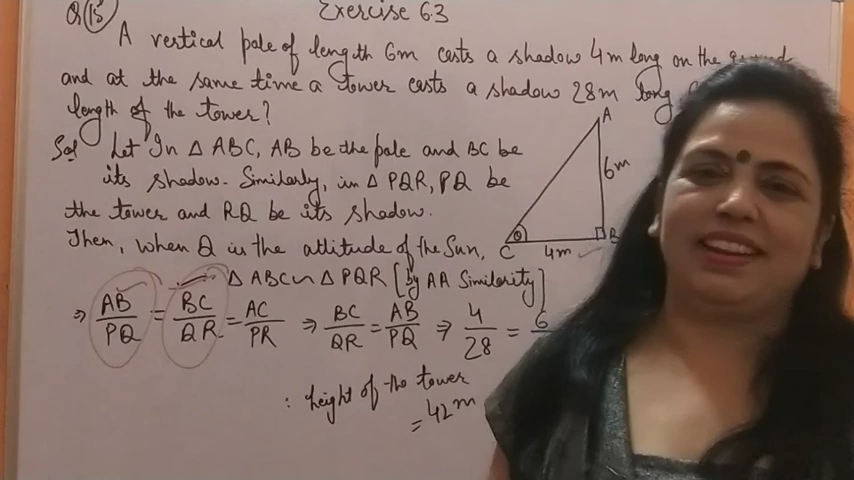 Q 15
Exercise 6.3
A vertical pole of length 6m casts a shadow 4m long on the ground
and at the same time a tower casts a shadow 28m long
length of the tower?
Sol Let In △ ABC, AB be the pole and BC be
its shadow. Similarly, in △ PQR, PQ be
the tower and RQ be its shadow.
Then, when θ is the altitude of the Sun,
△ ABC ~ △ PQR [by AA Similarity]
⇒ AB/PQ = BC/QR = AC/PR ⇒ BC/QR = AB/PQ ⇒ 4/28 = 6
: height of the tower
= 42m
A
6m
B
C
θ
4m